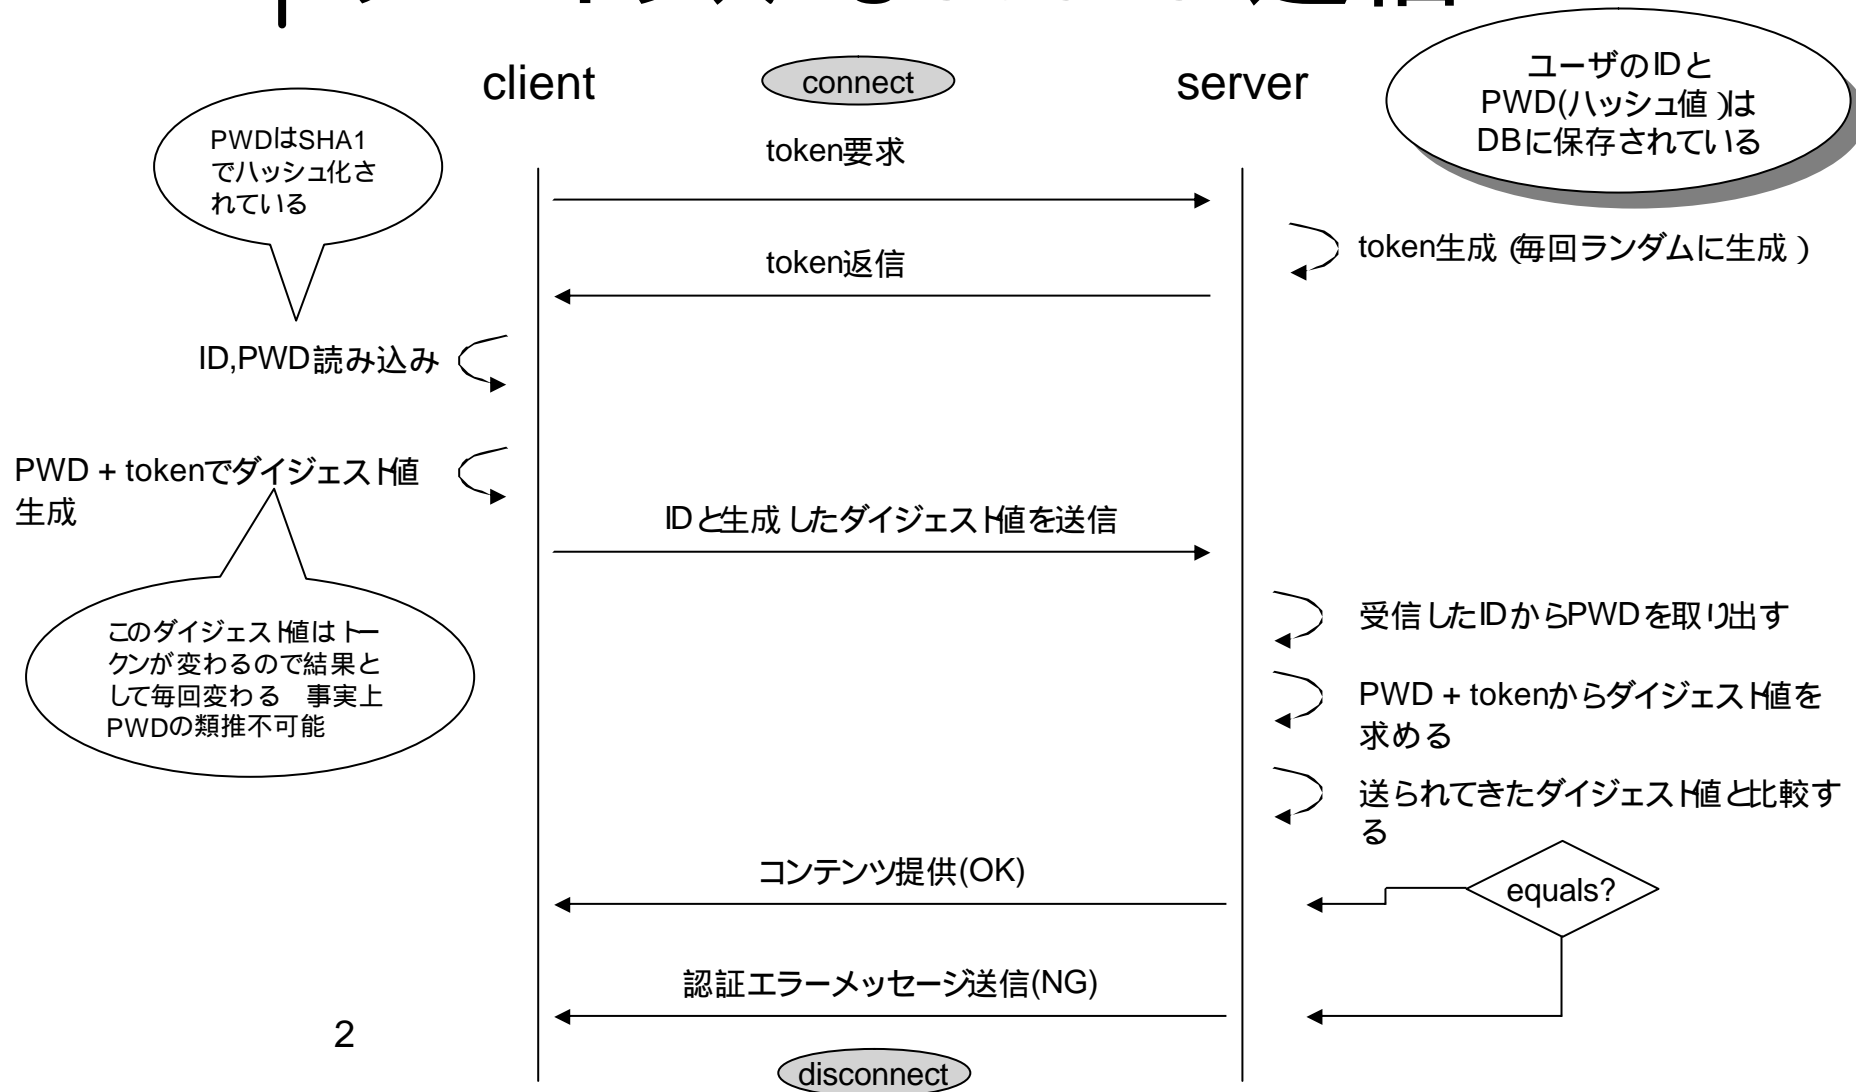 client
connect
server
ユーザのIDと
PWD(ハッシュ値)は
DBに保存されている
PWDはSHA1
でハッシュ化さ
れている
token要求
token生成(毎回ランダムに生成)
token返信
ID,PWD読み込み
PWD + tokenでダイジェスト値
生成
IDと生成したダイジェスト値を送信
このダイジェスト値はトー
クンが変わるので結果と
して毎回変わる 事実上
PWDの類推不可能
受信したIDからPWDを取り出す
PWD + tokenからダイジェスト値を
求める
送られてきたダイジェスト値と比較す
る
コンテンツ提供(OK)
equals?
認証エラーメッセージ送信(NG)
2
disconnect